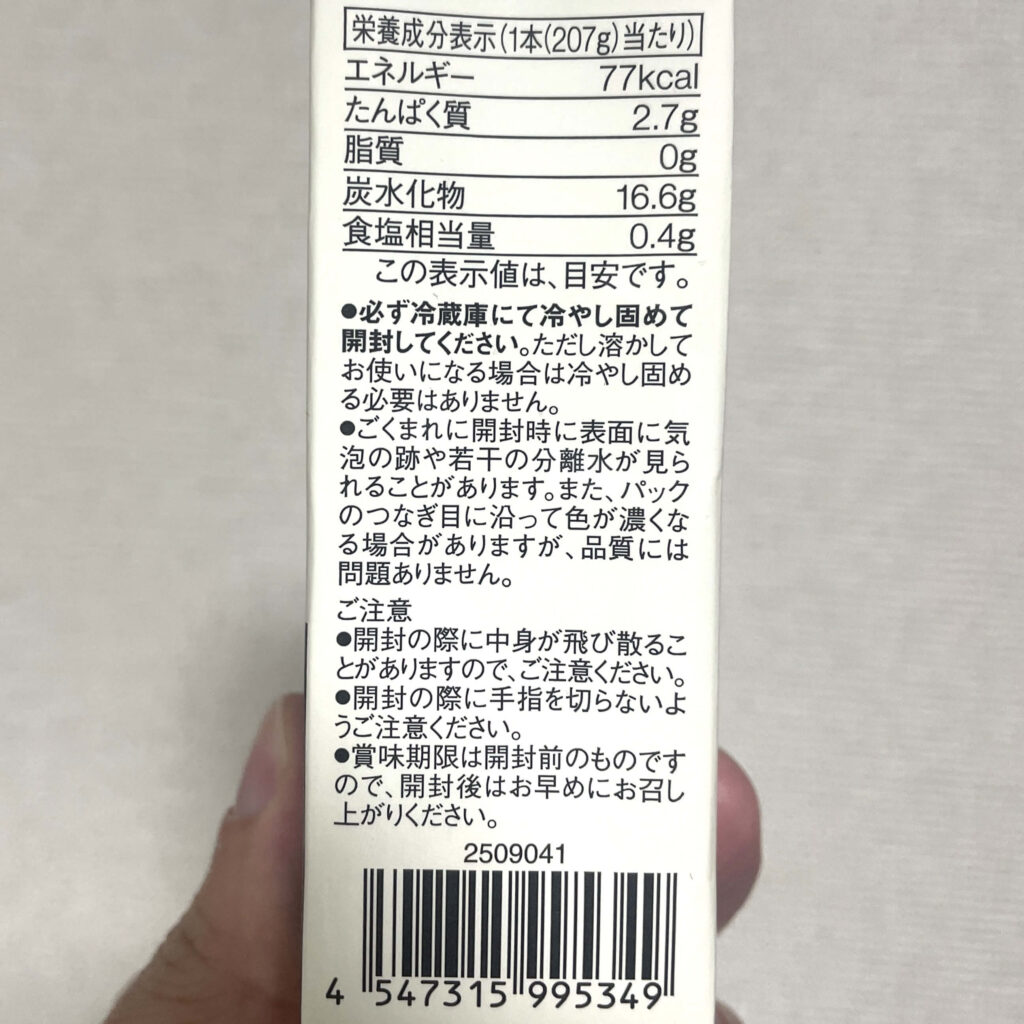 栄養成分表示(1本(207g)当たり)
エネルギー 77kcal
たんぱく質 2.7g
脂質 0g
炭水化物 16.6g
食塩相当量 0.4g
この表示値は、目安です。
●必ず冷蔵庫にて冷やし固めて
開封してください。ただし溶かして
お使いになる場合は冷やし固め
る必要はありません。
●ごくまれに開封時に表面に気
泡の跡や若干の分離水が見ら
れることがあります。また、パック
のつなぎ目に沿って色が濃くな
る場合がありますが、品質には
問題ありません。
ご注意
●開封の際に中身が飛び散るこ
とがありますので、ご注意ください。
●開封の際に手指を切らないよ
うご注意ください。
●賞味期限は開封前のものです
ので、開封後はお早めにお召し
上がりください。
2509041
4 547315 995349